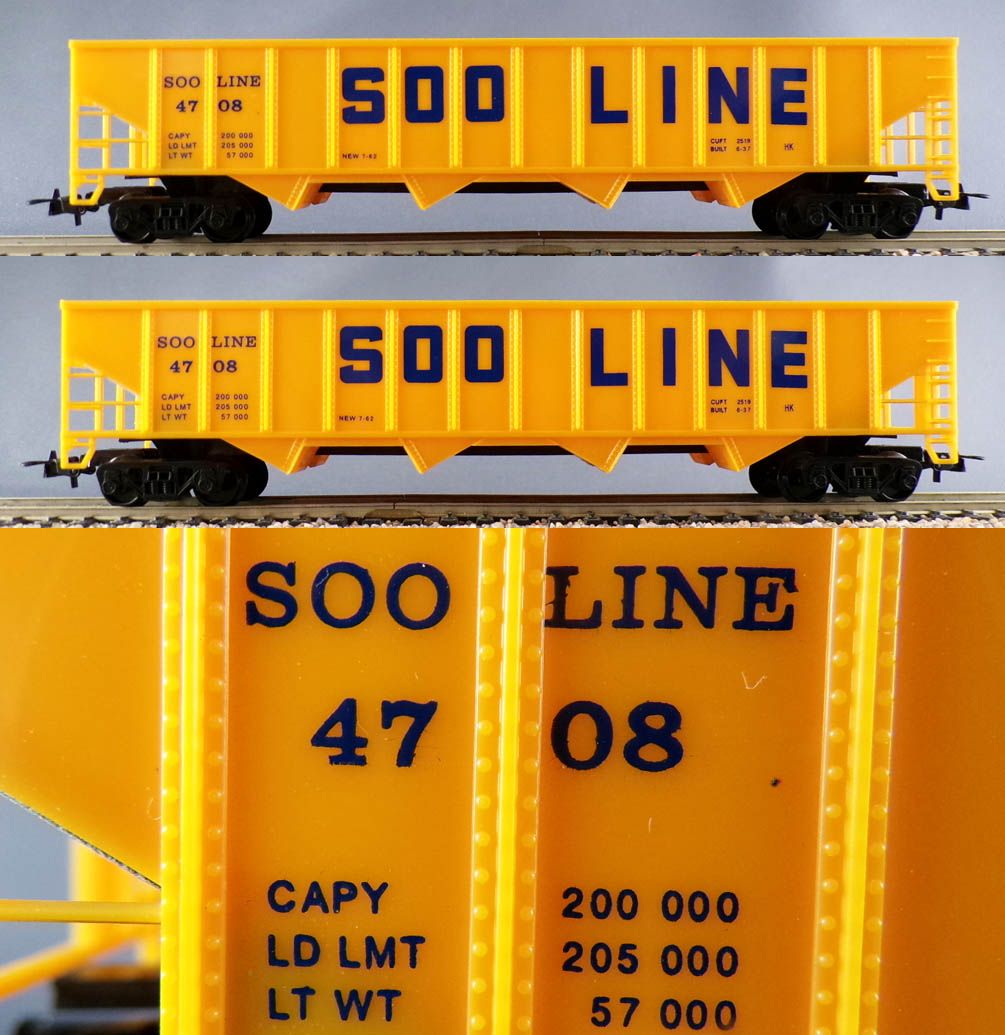 SOO LINE
4708
CAPY 200 000
LD LMT 205 000
LT WT 57 000
NEW 7-62
SOO LINE
CUFT 2519
BUILT 6-37
HK
SOO LINE
4708
CAPY 200 000
LD LMT 205 000
LT WT 57 000
NEW 7-62
SOO LINE
CUFT 2519
BUILT 6-37
HK
SOO LINE
4708
CAPY 200 000
LD LMT 205 000
LT WT 57 000